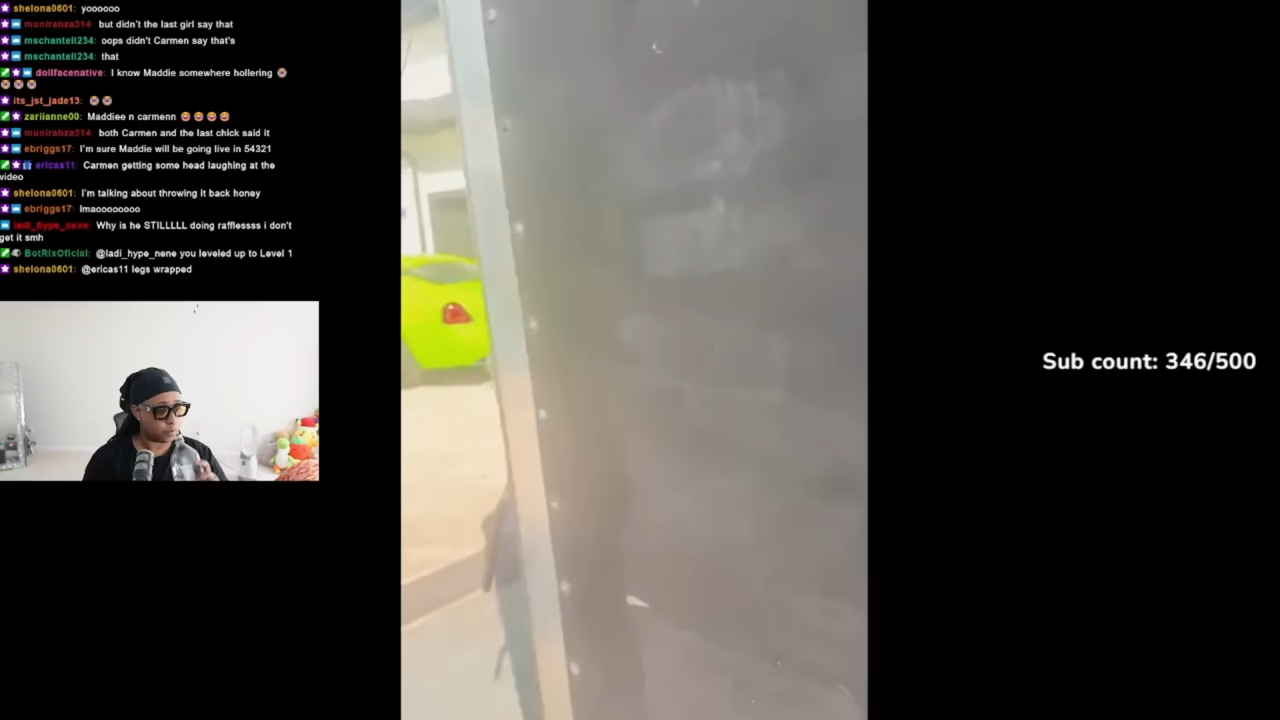 shelona0601: yoooooo
munirahza314: but didn't the last girl say that
mschantell234: oops didn't Carmen say that's
mschantell234: that
dollfacenative: I know Maddie somewhere hollering
its_jst_jade13:
zariianne00: Maddiee n carmenn
munirahza314: both Carmen and the last chick said it
ebriggs17: I'm sure Maddie will be going live in 54321
ericas11: Carmen getting some head laughing at the
video
shelona0601: I'm talking about throwing it back honey
ebriggs17: lmaoooooooo
ladi_hype_nene: Why is he STILLLLL doing rafflessss i don't
get it smh
BotRixOficial: @ladi_hype_nene you leveled up to Level 1
shelona0601: @ericas11 legs wrapped
Sub count: 346/500